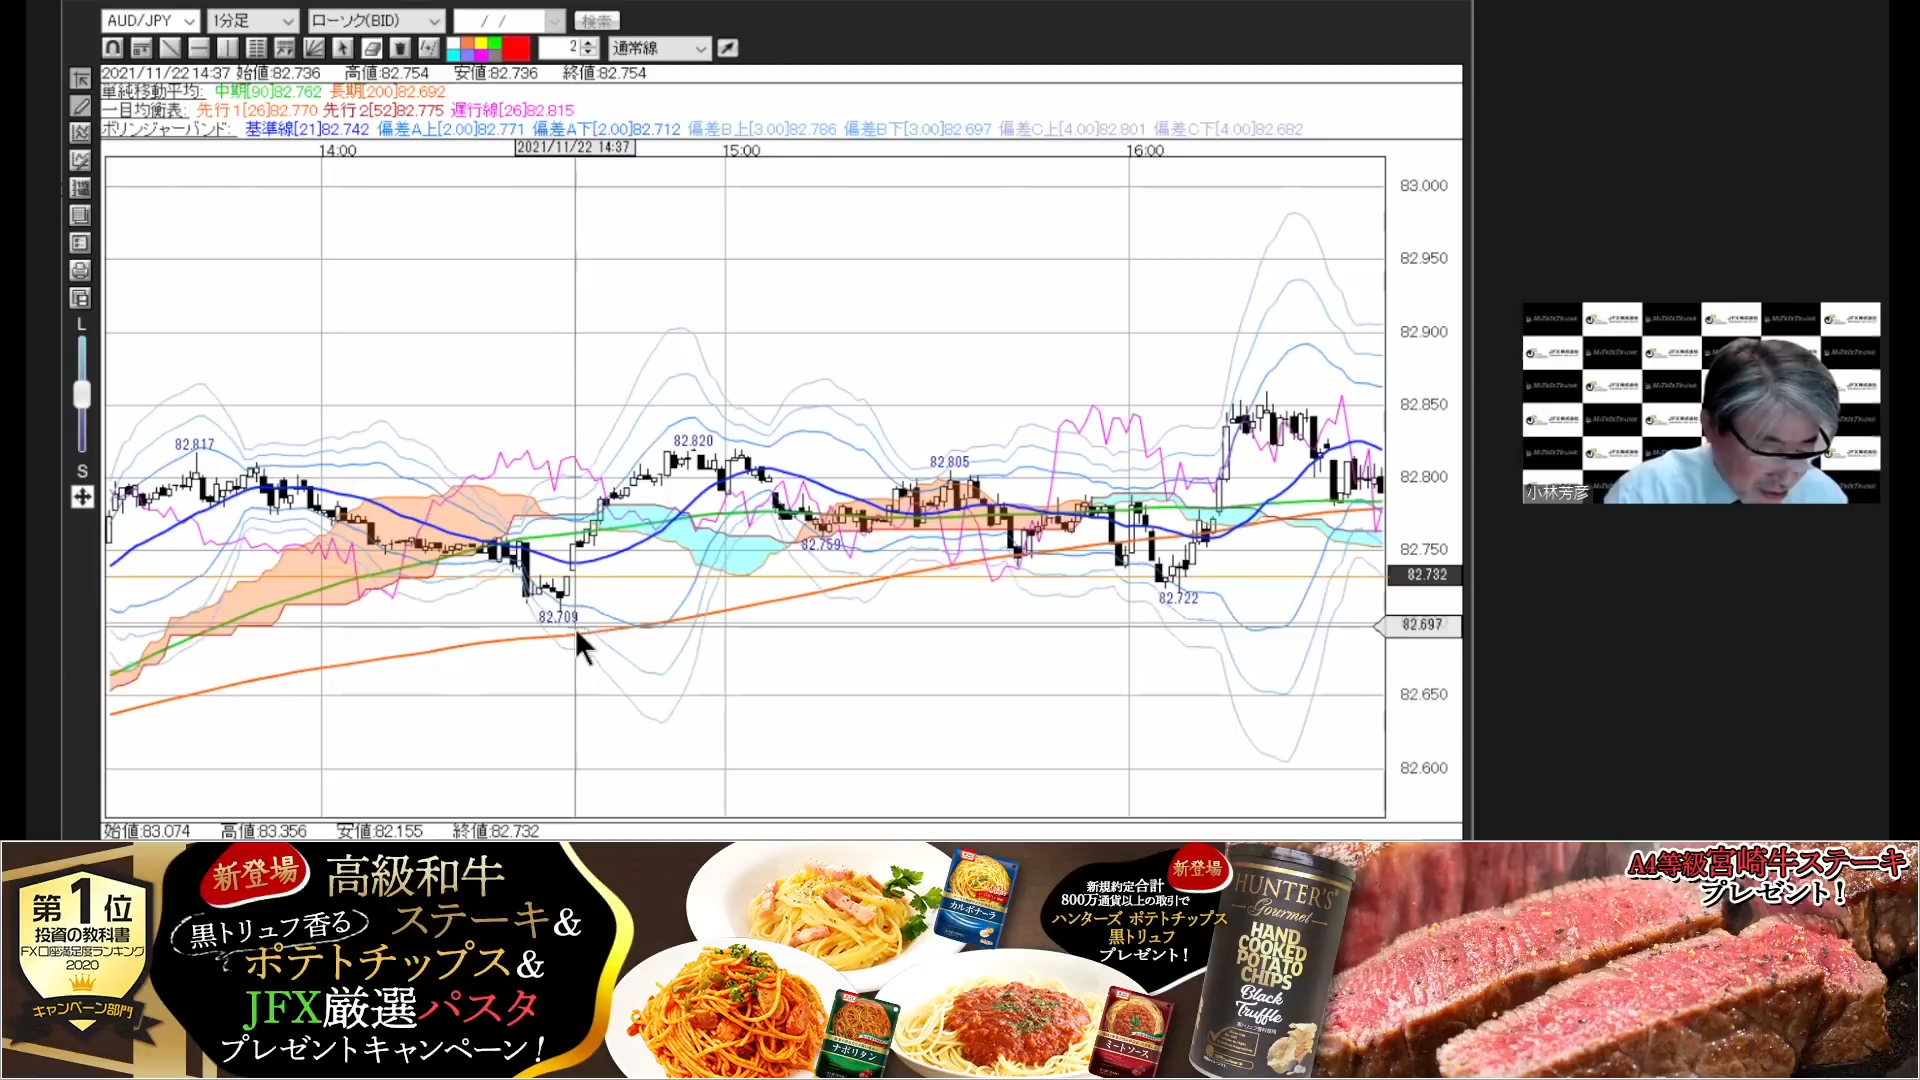 AUD/JPY 1分足 ローソク(BID) / / 検索
2 通常線
2021/11/22 14:37 始値:82.736 高値:82.754 安値:82.736 終値:82.754
単純移動平均: 中期[90]82.762 長期[200]82.692
一目均衡表: 先行1[26]82.770 先行2[52]82.775 遅行線[26]82.815
ボリンジャーバンド: 基準線[21]82.742 偏差A上[2.00]82.771 偏差A下[2.00]82.712 偏差B上[3.00]82.786 偏差B下[3.00]82.697 偏差C上[4.00]82.801 偏差C下[4.00]82.682
14:00 2021/11/22 14:37 15:00 16:00
83.000
82.950
82.900
82.850
82.800
82.750
82.732
82.697
82.650
82.600
82.817
82.820
82.805
82.759
82.709
82.722
L
S
小林芳彦
始値:83.074 高値:83.356 安値:82.155 終値:82.732
第1位
投資の教科書
FX口座満足度ランキング
2020
キャンペーン部門
新登場
高級和牛
黒トリュフ香る
ステーキ&
ポテトチップス&
JFX厳選パスタ
プレゼントキャンペーン!
カルボナーラ
ナポリタン
ミートソース
新登場
新規約定合計
800万通貨以上の取引で
ハンターズ ポテトチップス
黒トリュフ
プレゼント!
HUNTER'S
Gourmet
HAND
COOKED
POTATO
CHIPS
Black
Truffle
A4等級宮崎牛ステーキ
プレゼント!